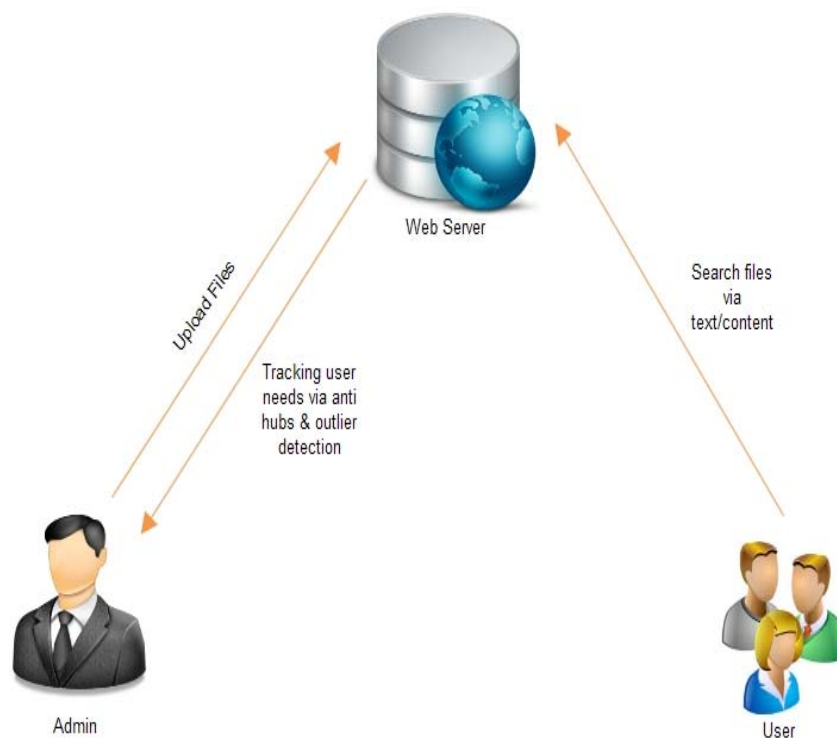 Web Server
Upload Files
Search files
via
text/content
Tracking user
needs via anti
hubs & outlier
detection
Admin
User